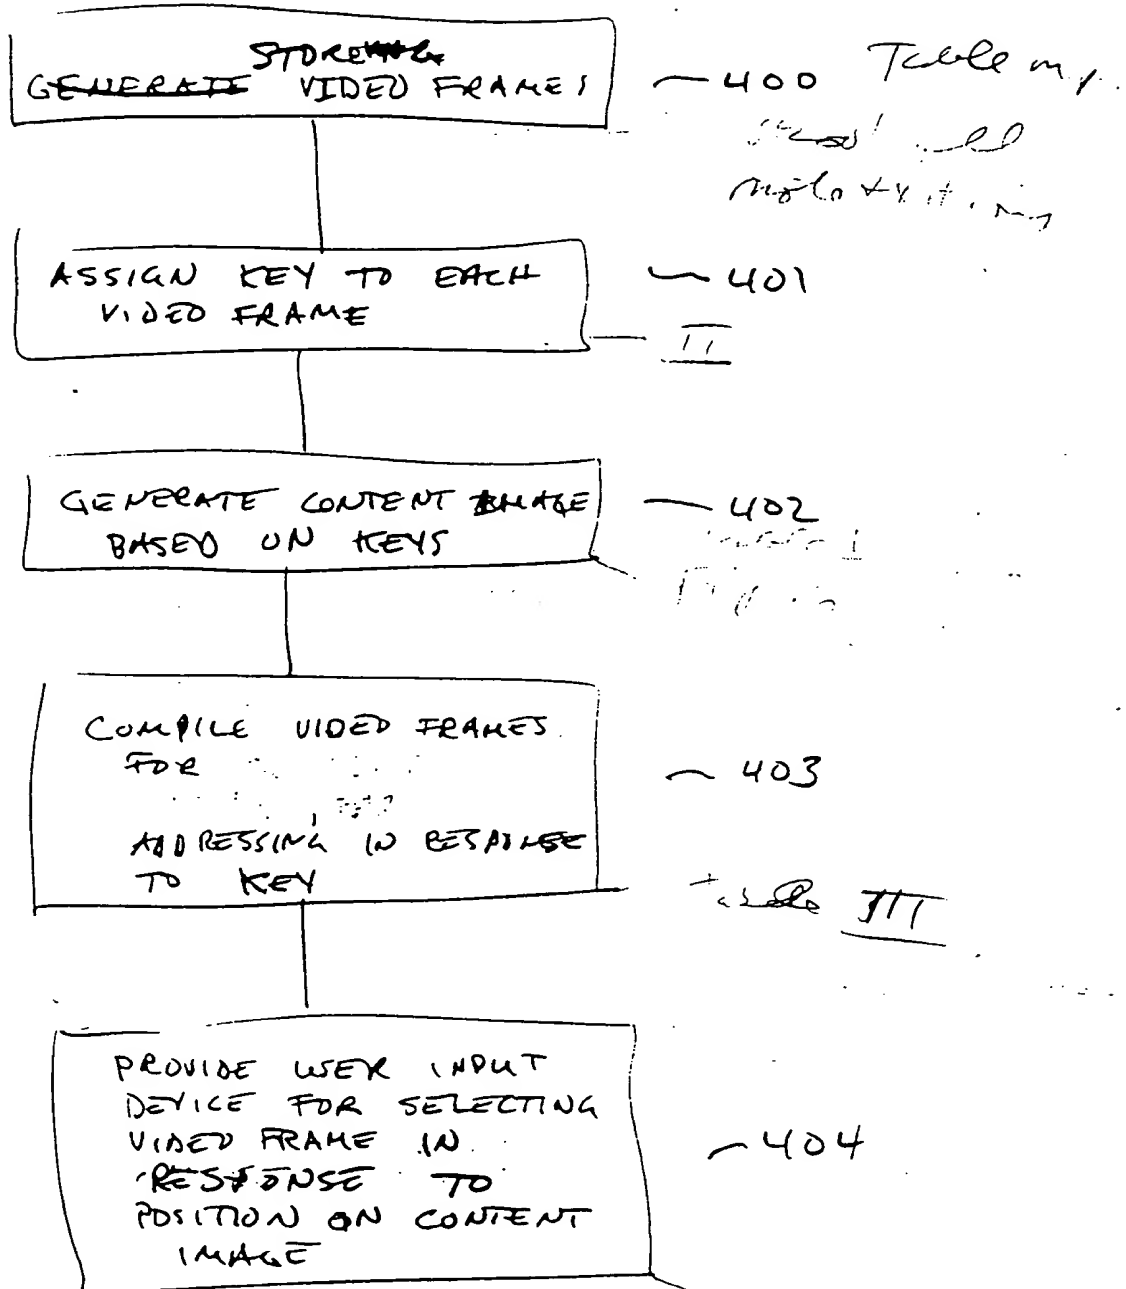 STORE
GENERATE VIDEO FRAMES
400
ASSIGN KEY TO EACH
VIDEO FRAME
401
II
GENERATE CONTENT IMAGE
BASED ON KEYS
402
COMPILE VIDEO FRAMES
FOR
ADDRESSING IN RESPONSE
TO KEY
403
Table III
PROVIDE USER INPUT
DEVICE FOR SELECTING
VIDEO FRAME IN
RESPONSE TO
POSITION ON CONTENT
IMAGE
404